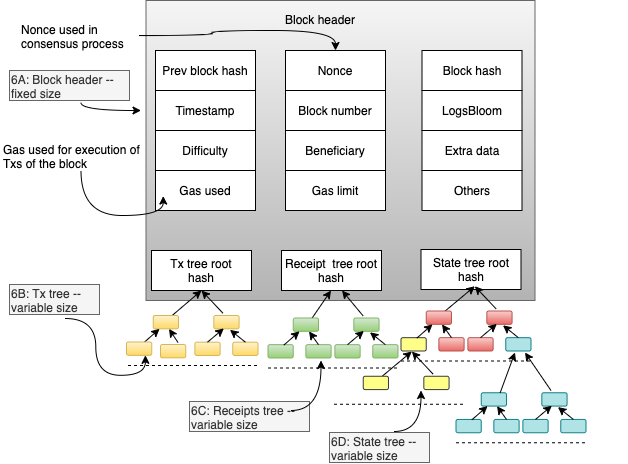 Block header
Nonce used in
consensus process
6A: Block header --
fixed size
Gas used for execution of
Txs of the block
Prev block hash
Timestamp
Difficulty
Gas used
Nonce
Block number
Beneficiary
Gas limit
Block hash
LogsBloom
Extra data
Others
Tx tree root
hash
Receipt tree root
hash
State tree root
hash
6B: Tx tree --
variable size
6C: Receipts tree --
variable size
6D: State tree --
variable size